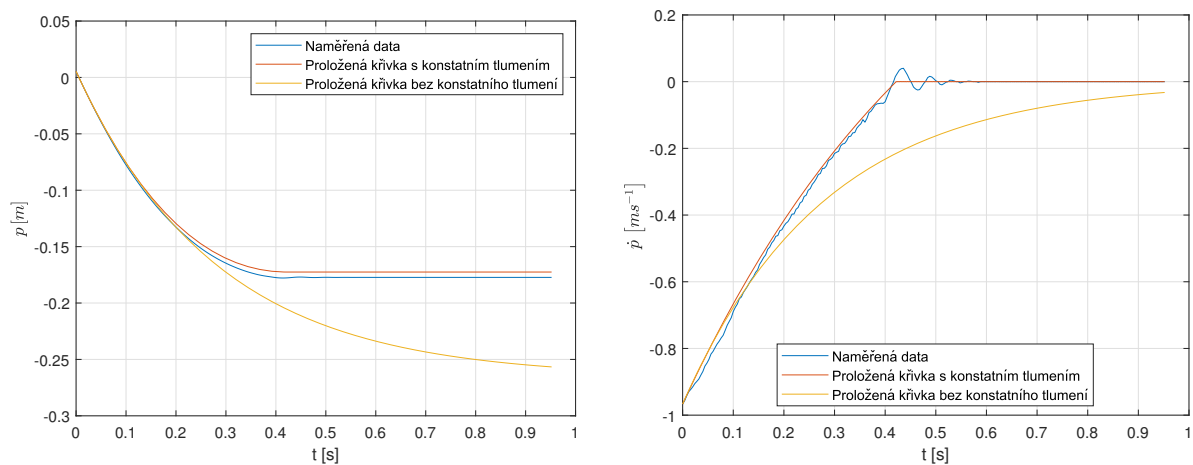 0.05
0
-0.05
-0.1
-0.15
-0.2
-0.25
-0.3
p [m]
0 0.1 0.2 0.3 0.4 0.5 0.6 0.7 0.8 0.9 1
t [s]
Naměřená data
Proložená křivka s konstatním tlumením
Proložená křivka bez konstatního tlumení
0.2
0
-0.2
-0.4
-0.6
-0.8
-1
ṗ [ms⁻¹]
0 0.1 0.2 0.3 0.4 0.5 0.6 0.7 0.8 0.9 1
t [s]
Naměřená data
Proložená křivka s konstatním tlumením
Proložená křivka bez konstatního tlumení